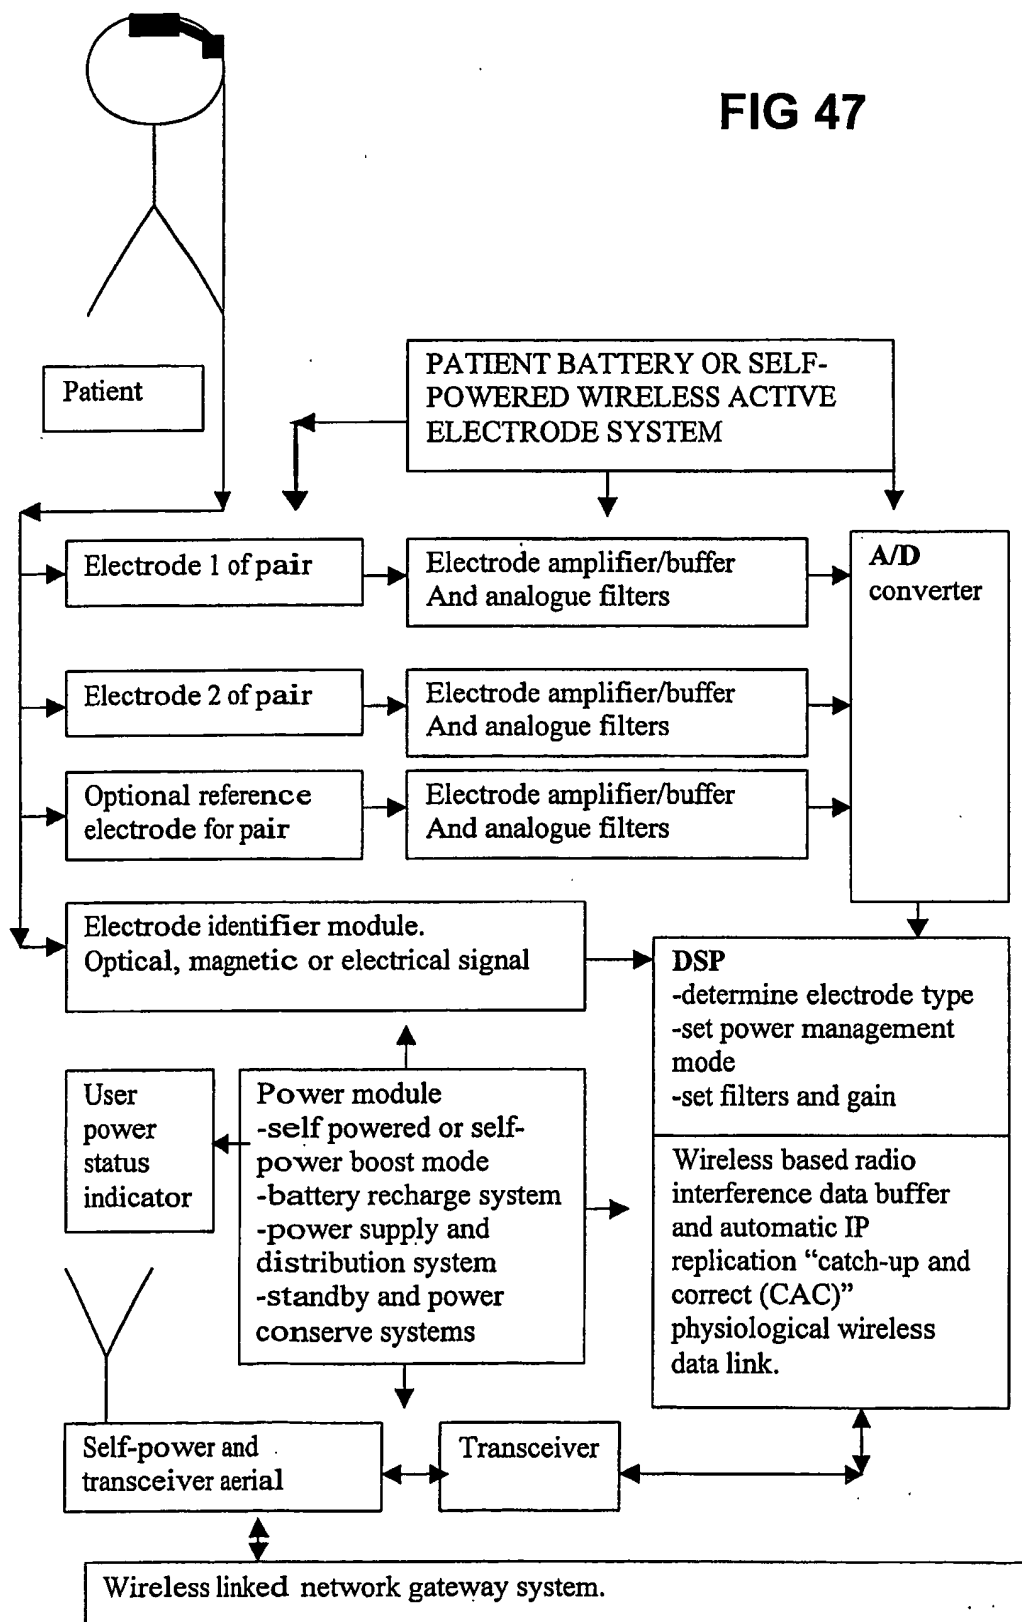 FIG 47
Patient
PATIENT BATTERY OR SELF-
POWERED WIRELESS ACTIVE
ELECTRODE SYSTEM
Electrode 1 of pair
Electrode amplifier/buffer
And analogue filters
A/D
converter
Electrode 2 of pair
Electrode amplifier/buffer
And analogue filters
Optional reference
electrode for pair
Electrode amplifier/buffer
And analogue filters
Electrode identifier module.
Optical, magnetic or electrical signal
DSP
-determine electrode type
-set power management
mode
-set filters and gain
User
power
status
indicator
Power module
-self powered or self-
power boost mode
-battery recharge system
-power supply and
distribution system
-standby and power
conserve systems
Wireless based radio
interference data buffer
and automatic IP
replication “catch-up and
correct (CAC)”
physiological wireless
data link.
Self-power and
transceiver aerial
Transceiver
Wireless linked network gateway system.